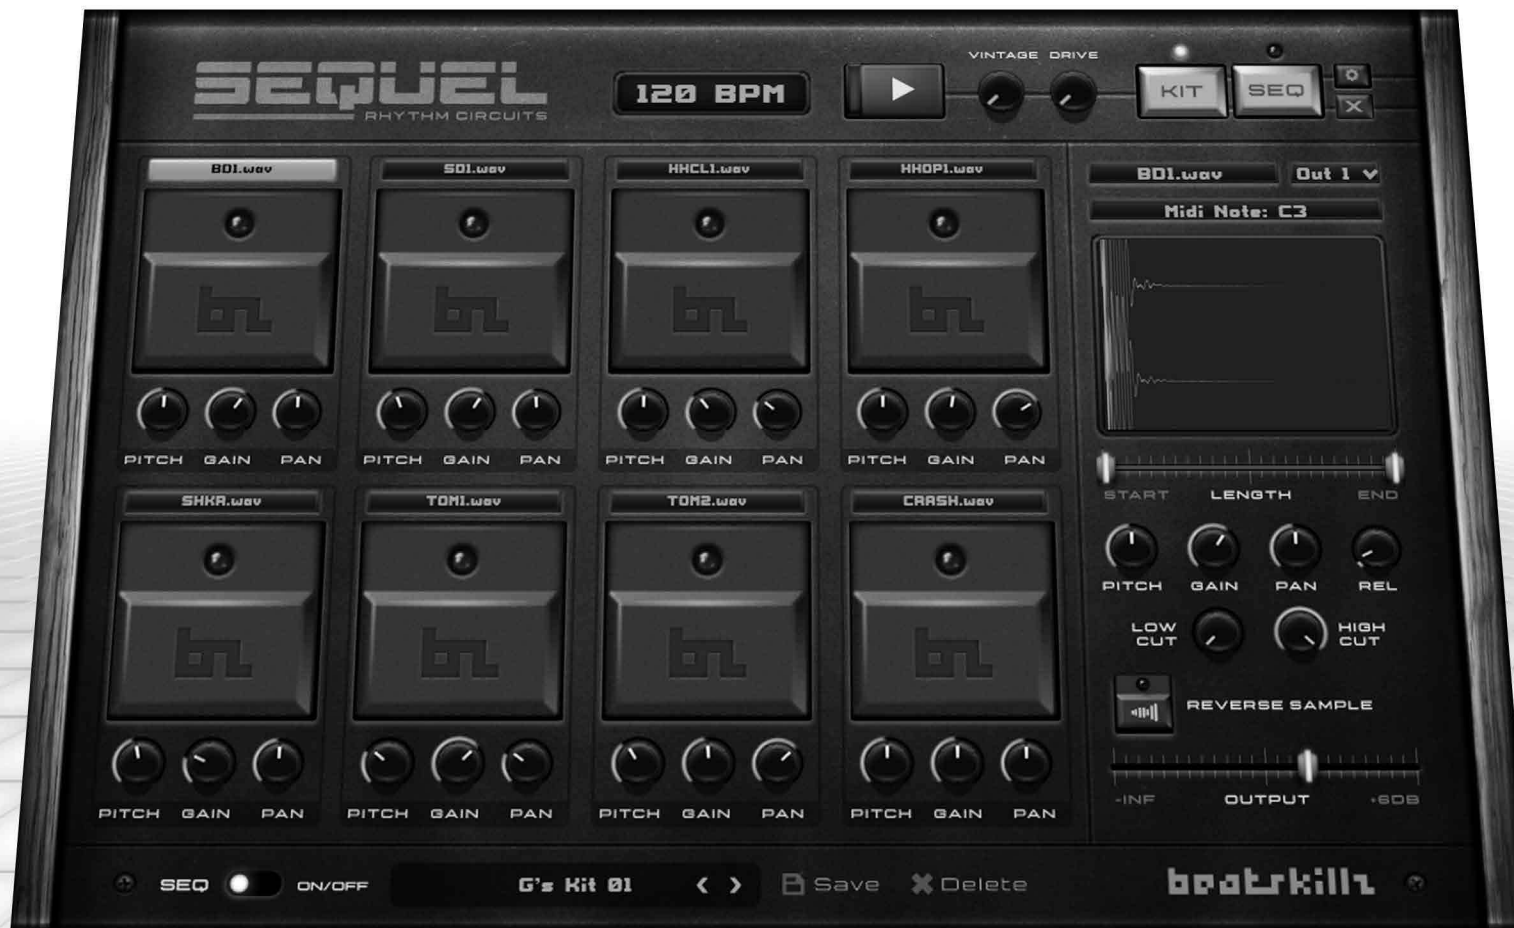 SEQUEL
RHYTHM CIRCUITS
120 BPM
VINTAGE DRIVE
KIT SEQ
BD1.wav SD1.wav HHCL1.wav HHOP1.wav
BD1.wav Out 1
Midi Note: C3
PITCH GAIN PAN PITCH GAIN PAN PITCH GAIN PAN PITCH GAIN PAN
START LENGTH END
SHKR.wav TOM1.wav TOM2.wav CRASH.wav
PITCH GAIN PAN REL
LOW CUT
HIGH CUT
REVERSE SAMPLE
-INF OUTPUT +6DB
PITCH GAIN PAN PITCH GAIN PAN PITCH GAIN PAN PITCH GAIN PAN
SEQ ON/OFF
G's Kit 01
Save Delete
beatskillz